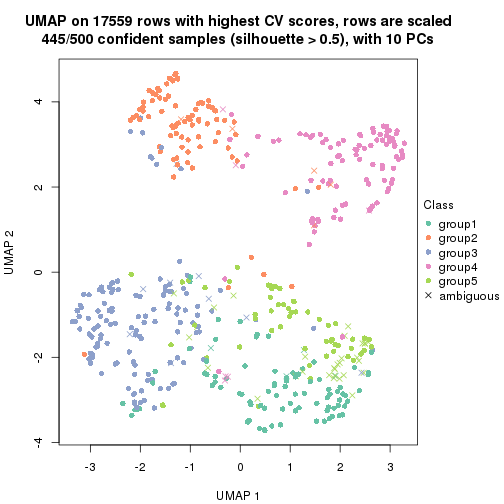 UMAP on 17559 rows with highest CV scores, rows are scaled
445/500 confident samples (silhouette > 0.5), with 10 PCs
4
2
0
-2
-4
UMAP 2
-3
-2
-1
0
1
2
3
UMAP 1
Class
group1
group2
group3
group4
group5
ambiguous